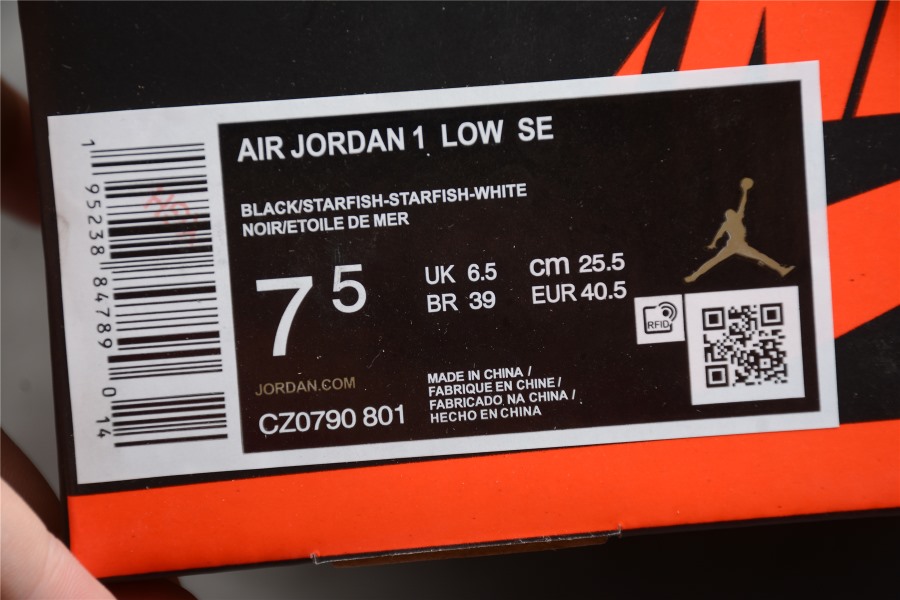 AIR JORDAN 1 LOW SE
BLACK/STARFISH-STARFISH-WHITE
NOIR/ETOILE DE MER
7 5
UK 6.5 cm 25.5
BR 39 EUR 40.5
RFID
JORDAN.COM
CZ0790 801
MADE IN CHINA /
FABRIQUE EN CHINE /
FABRICADO NA CHINA /
HECHO EN CHINA
1 95238 84789 0 14